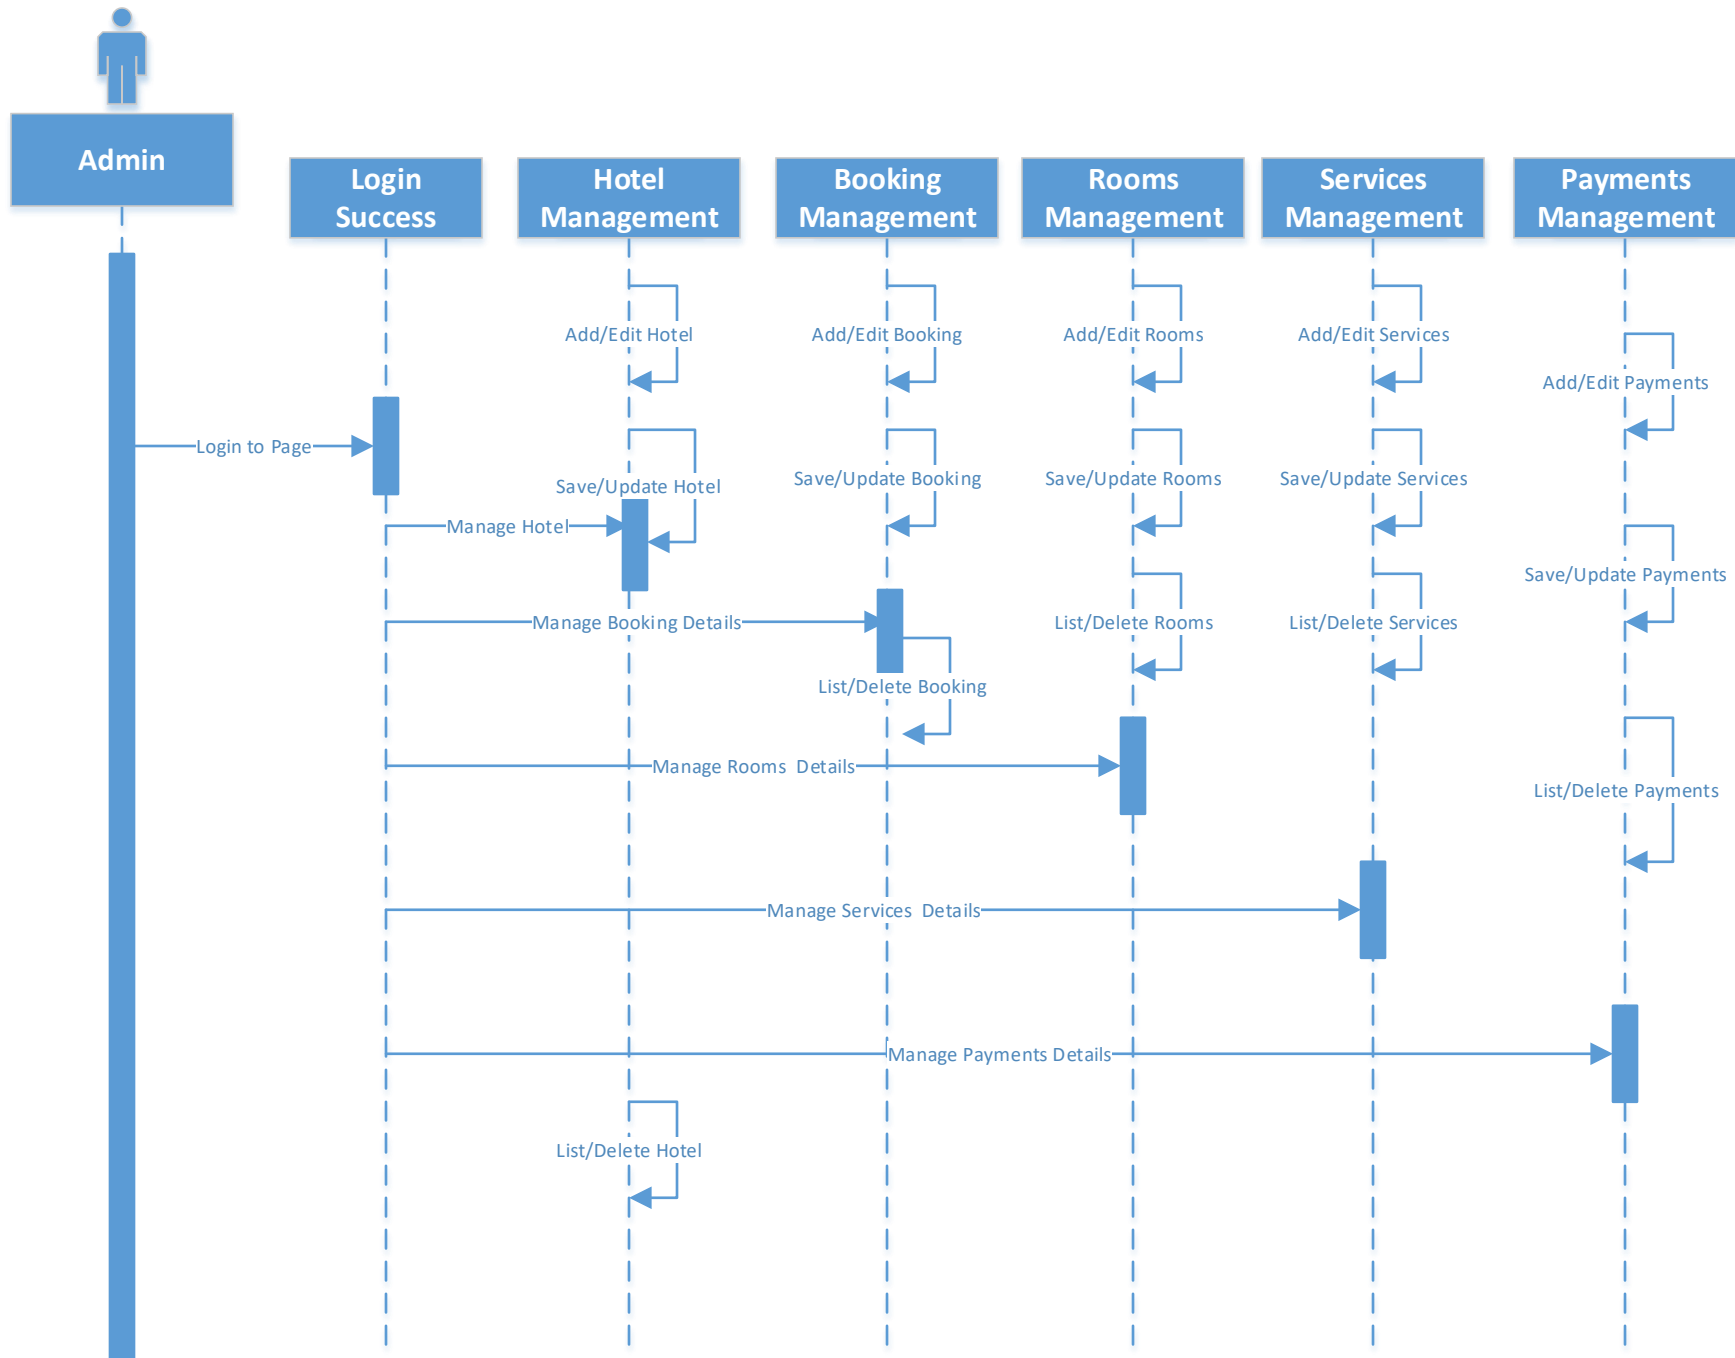 Admin
Login
Success
Hotel
Management
Booking
Management
Rooms
Management
Services
Management
Payments
Management
Add/Edit Hotel
Add/Edit Booking
Add/Edit Rooms
Add/Edit Services
Add/Edit Payments
Login to Page
Save/Update Hotel
Save/Update Booking
Save/Update Rooms
Save/Update Services
Manage Hotel
Save/Update Payments
Manage Booking Details
List/Delete Rooms
List/Delete Services
List/Delete Booking
Manage Rooms  Details
List/Delete Payments
Manage Services  Details
Manage Payments Details
List/Delete Hotel